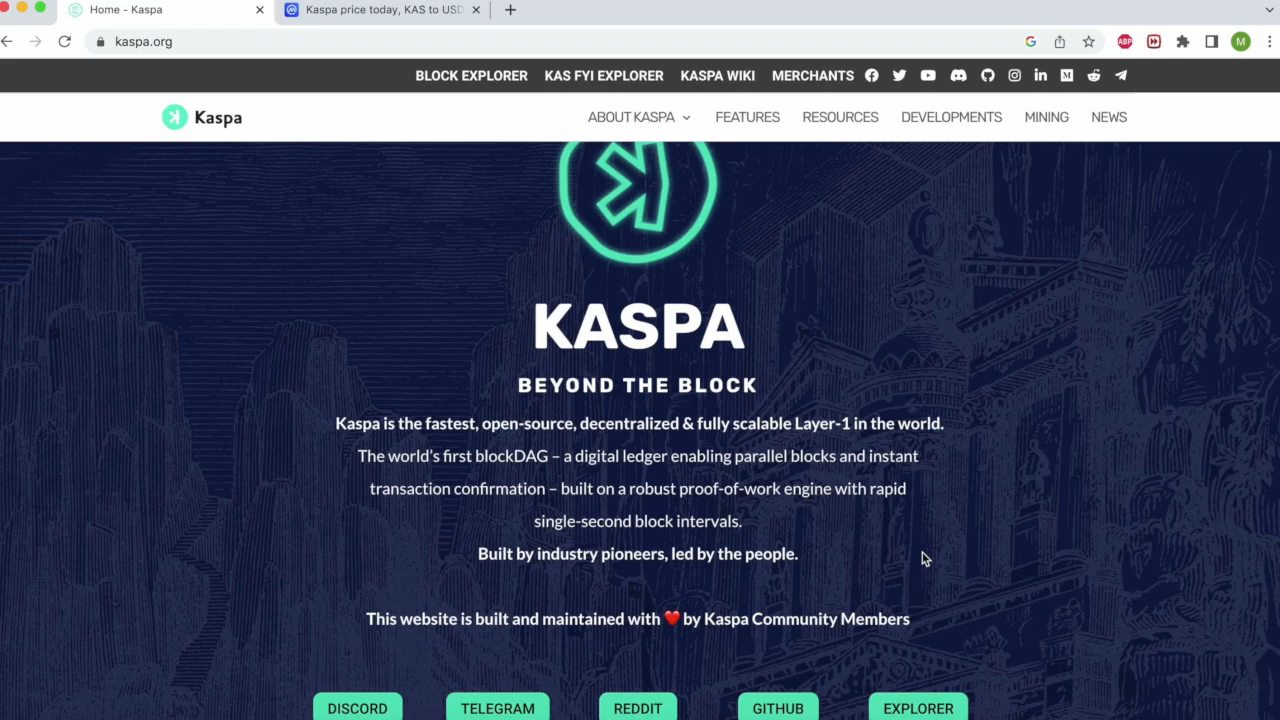 Home - Kaspa
Kaspa price today, KAS to USD
kaspa.org
ABP
M
BLOCK EXPLORER KAS FYI EXPLORER KASPA WIKI MERCHANTS
Kaspa
ABOUT KASPA FEATURES RESOURCES DEVELOPMENTS MINING NEWS
KASPA
BEYOND THE BLOCK
Kaspa is the fastest, open-source, decentralized & fully scalable Layer-1 in the world.
The world's first blockDAG – a digital ledger enabling parallel blocks and instant
transaction confirmation – built on a robust proof-of-work engine with rapid
single-second block intervals.
Built by industry pioneers, led by the people.
This website is built and maintained with ❤️ by Kaspa Community Members
DISCORD TELEGRAM REDDIT GITHUB EXPLORER